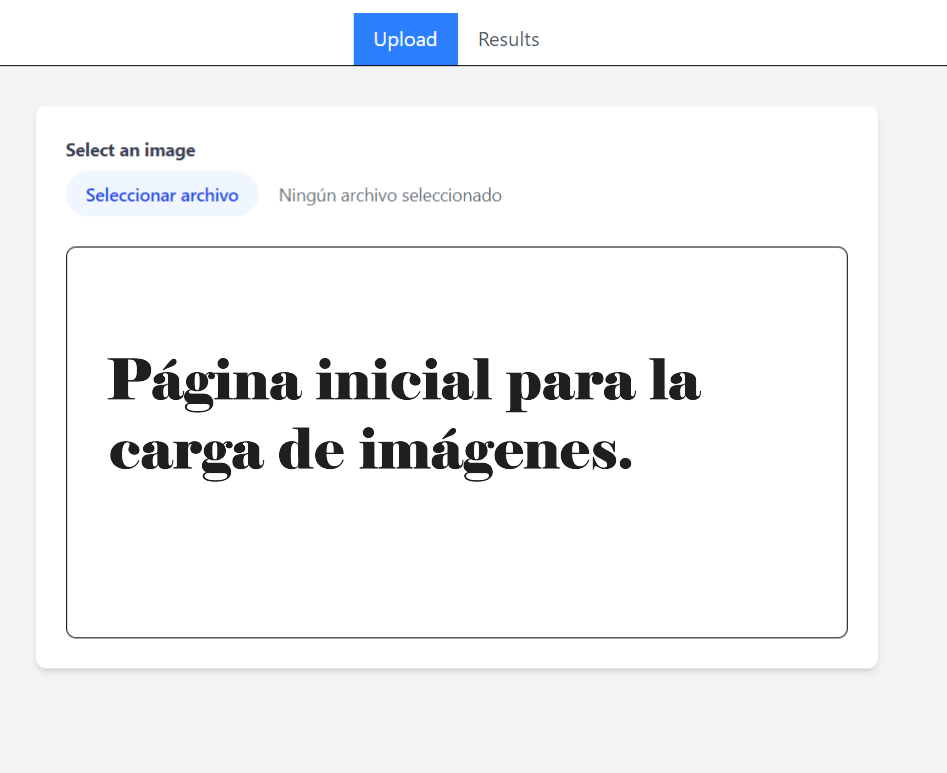 Upload Results
Select an image
Seleccionar archivo Ningún archivo seleccionado
Página inicial para la
carga de imágenes.